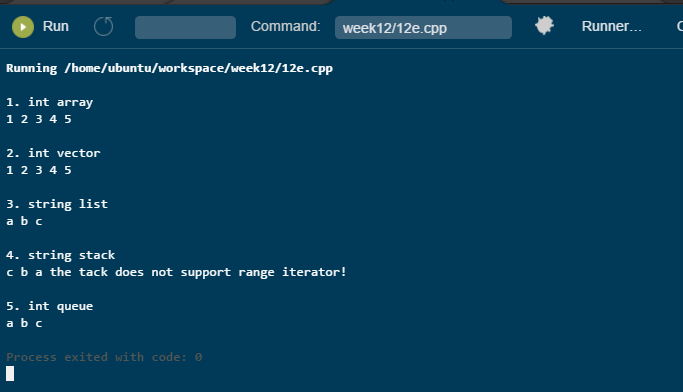 Run Command: week12/12e.cpp Runner...
Running /home/ubuntu/workspace/week12/12e.cpp
1. int array
1 2 3 4 5
2. int vector
1 2 3 4 5
3. string list
a b c
4. string stack
c b a the tack does not support range iterator!
5. int queue
a b c
Process exited with code: 0